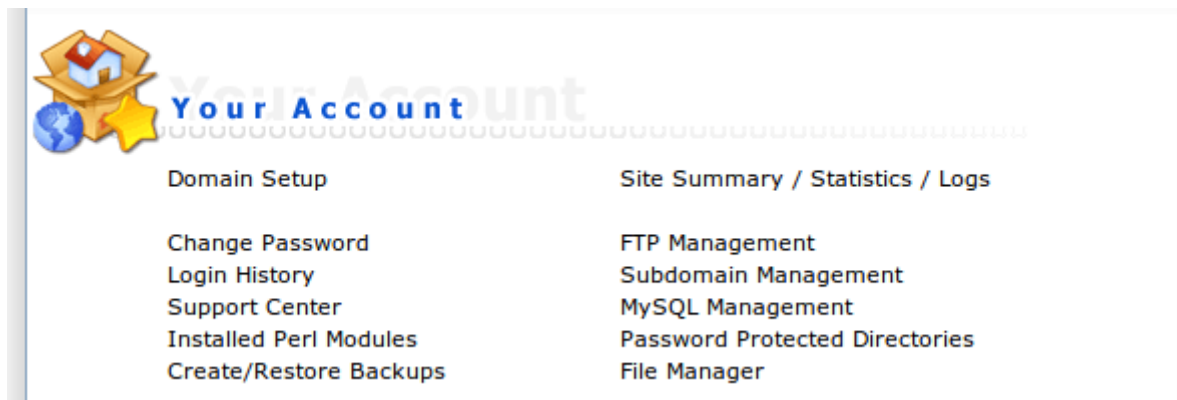 Your Account
Domain Setup
Site Summary / Statistics / Logs
Change Password
FTP Management
Login History
Subdomain Management
Support Center
MySQL Management
Installed Perl Modules
Password Protected Directories
Create/Restore Backups
File Manager